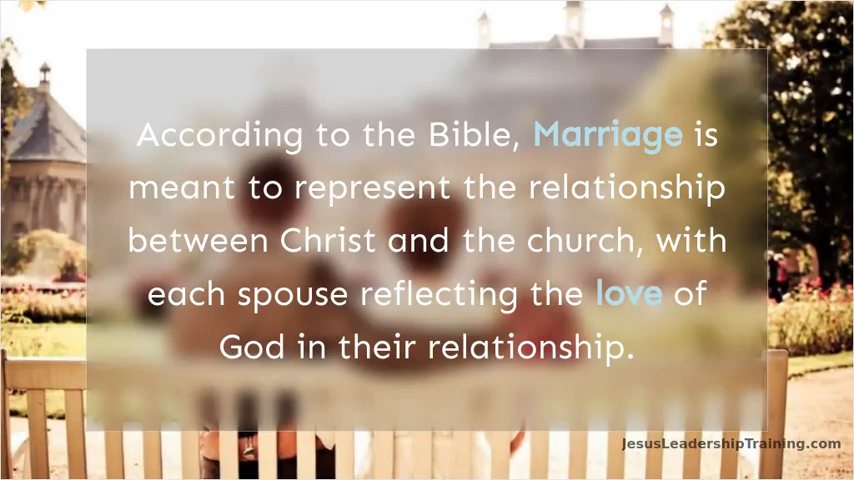 According to the Bible, Marriage is
meant to represent the relationship
between Christ and the church, with
each spouse reflecting the love of
God in their relationship.
JesusLeadershipTraining.com